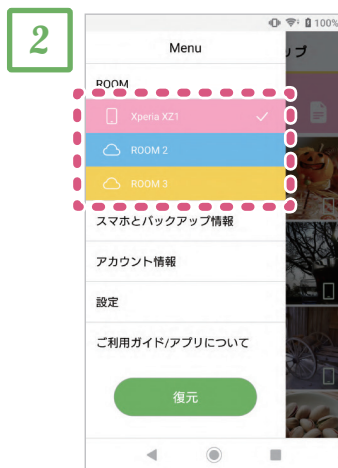 2
100%
Menu
ップ
ROOM
Xperia XZ1
ROOM 2
ROOM 3
スマホとバックアップ情報
アカウント情報
設定
ご利用ガイド/アプリについて
復元